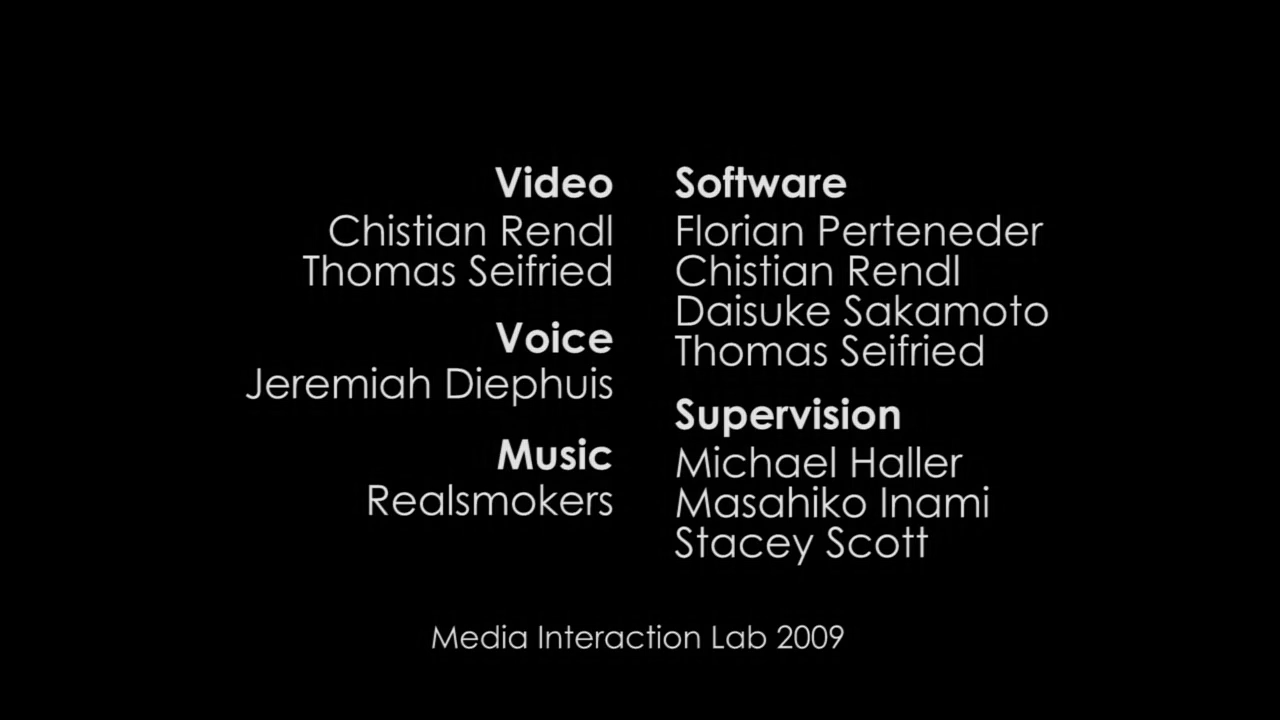 Video
Chistian Rendl
Thomas Seifried
Voice
Jeremiah Diephuis
Music
Realsmokers
Software
Florian Perteneder
Chistian Rendl
Daisuke Sakamoto
Thomas Seifried
Supervision
Michael Haller
Masahiko Inami
Stacey Scott
Media Interaction Lab 2009